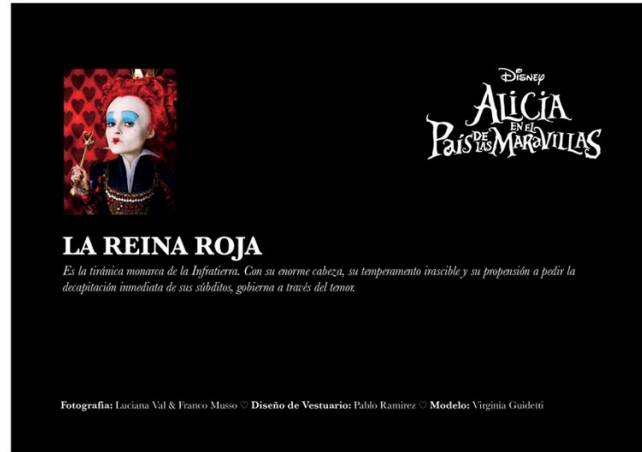 Disney
ALICIA
EN EL
PAÍS DE LAS MARAVILLAS
LA REINA ROJA
Es la tiránica monarca de la Infratierra. Con su enorme cabeza, su temperamento irascible y su propensión a pedir la
decapitación inmediata de sus súbditos, gobierna a través del temor.
Fotografía: Luciana Val & Franco Musso ♡ Diseño de Vestuario: Pablo Ramirez ♡ Modelo: Virginia Guidetti